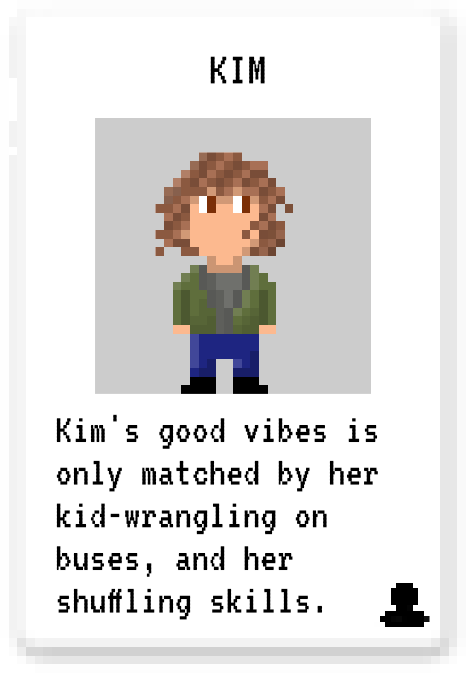 KIM
Kim's good vibes is
only matched by her
kid-wrangling on
buses, and her
shuffling skills.